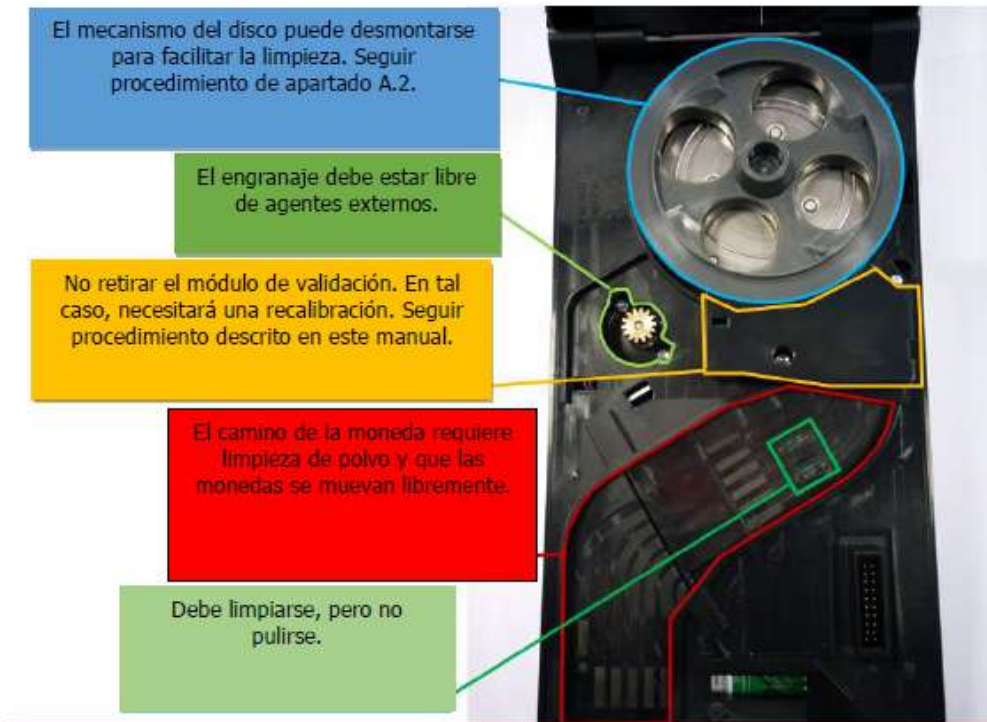 El mecanismo del disco puede desmontarse
para facilitar la limpieza. Seguir
procedimiento de apartado A.2.
El engranaje debe estar libre
de agentes externos.
No retirar el módulo de validación. En tal
caso, necesitará una recalibración. Seguir
procedimiento descrito en este manual.
El camino de la moneda requiere
limpieza de polvo y que las
monedas se muevan libremente.
Debe limpiarse, pero no
pulirse.